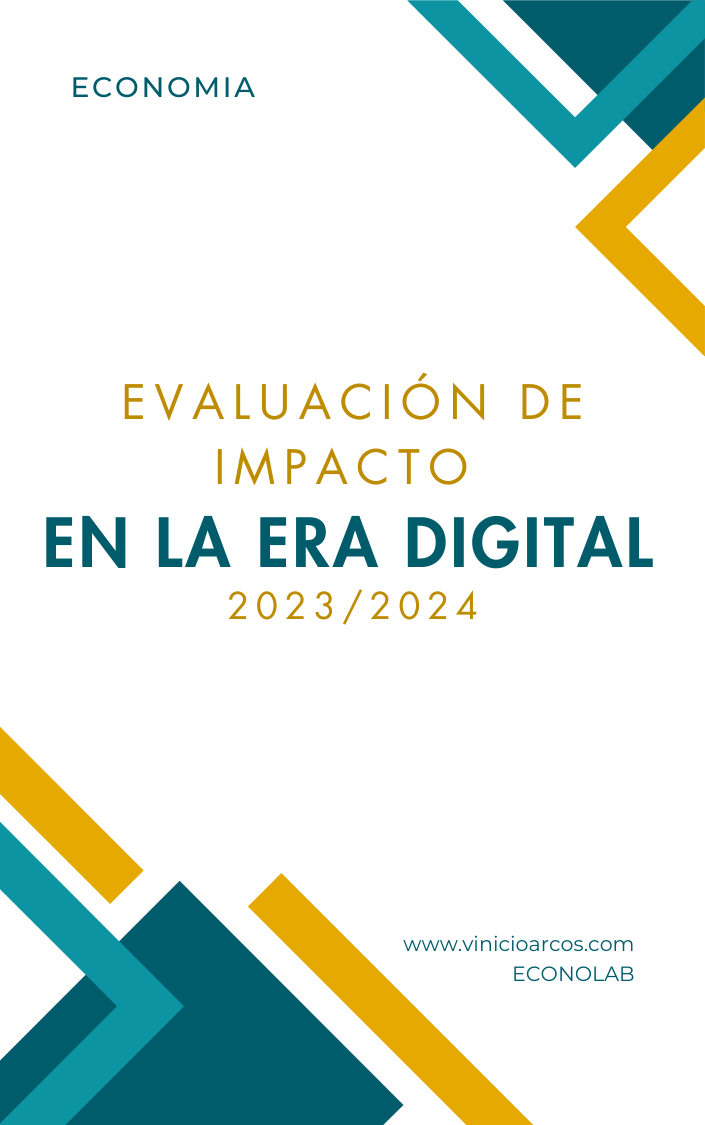 ECONOMIA
EVALUACIÓN DE
IMPACTO
EN LA ERA DIGITAL
2023/2024
www.vinicioarcos.com
ECONOLAB